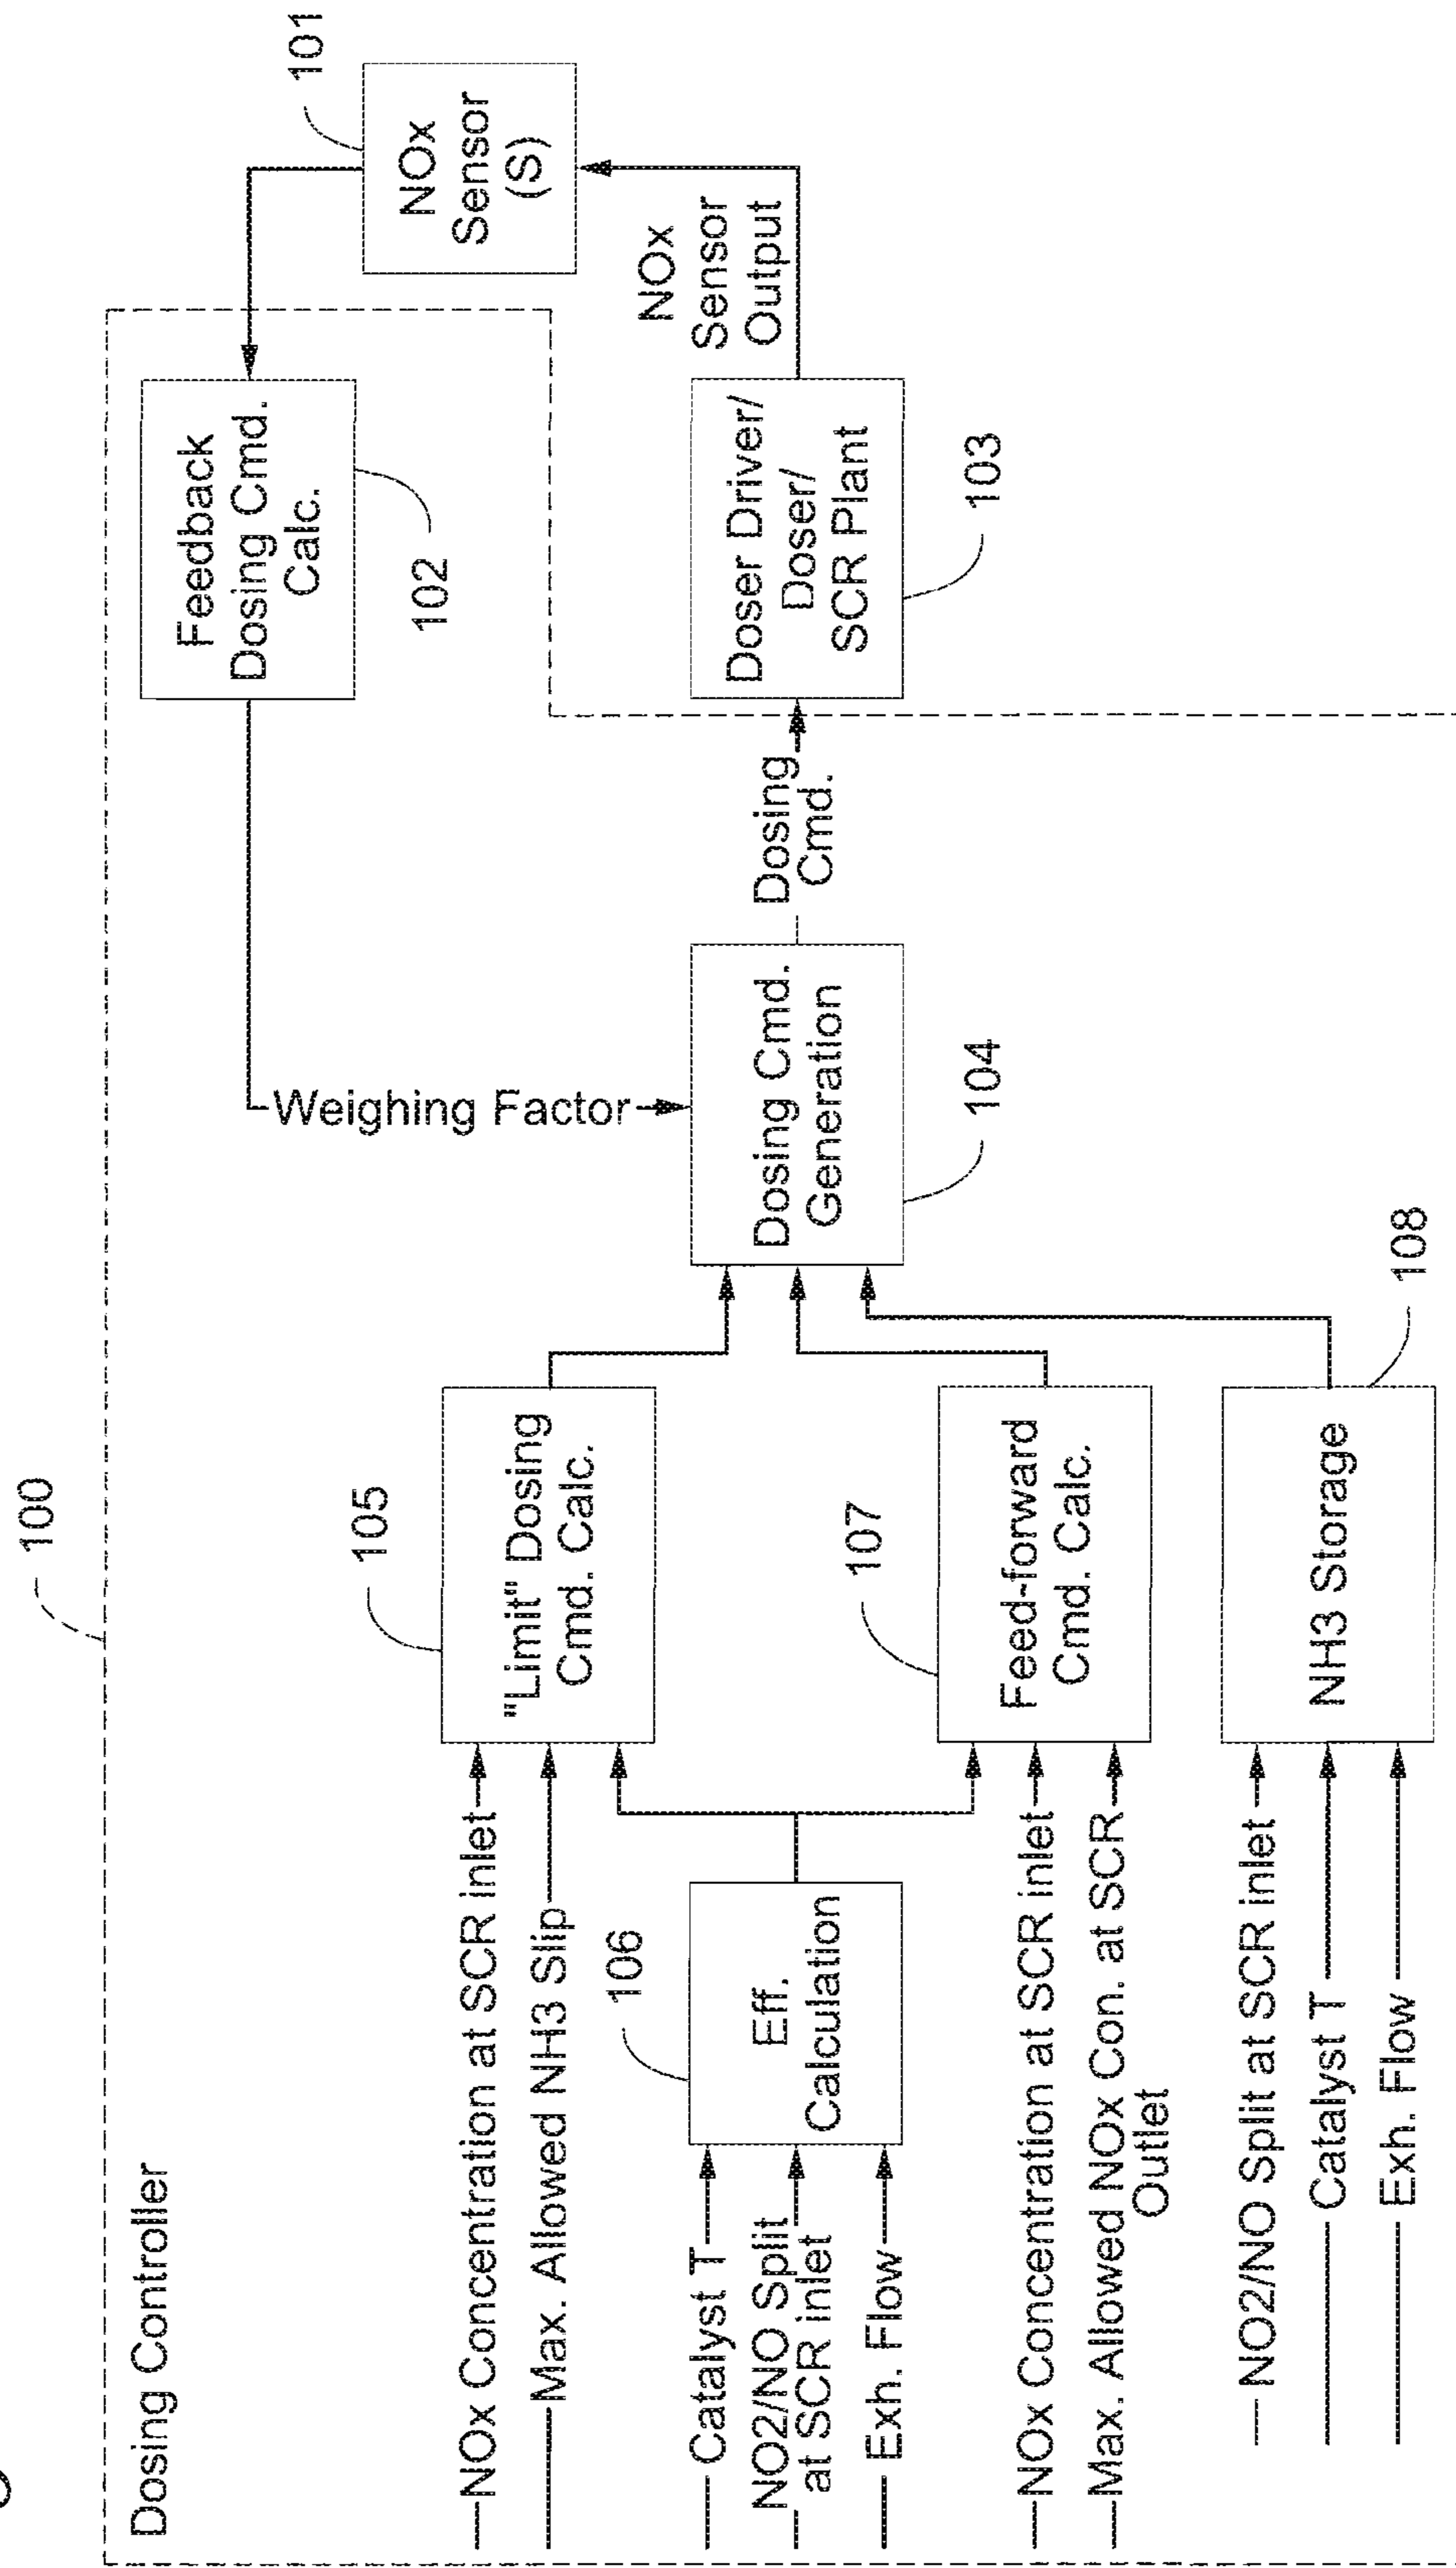 100
Dosing Controller
NOx Concentration at SCR inlet
Max. Allowed NH3 Slip
105
"Limit" Dosing
Cmd. Calc.
106
Catalyst T
NO2/NO Split
at SCR inlet
Exh. Flow
Eff.
Calculation
107
NOx Concentration at SCR inlet
Max. Allowed NOx Con. at SCR
Outlet
Feed-forward
Cmd. Calc.
108
NO2/NO Split at SCR inlet
Catalyst T
Exh. Flow
NH3 Storage
Weighing Factor
Dosing Cmd.
Generation
104
Dosing
Cmd.
Feedback
Dosing Cmd.
Calc.
102
Doser Driver/
Doser/
SCR Plant
103
NOx
Sensor
Output
101
NOx
Sensor
(S)